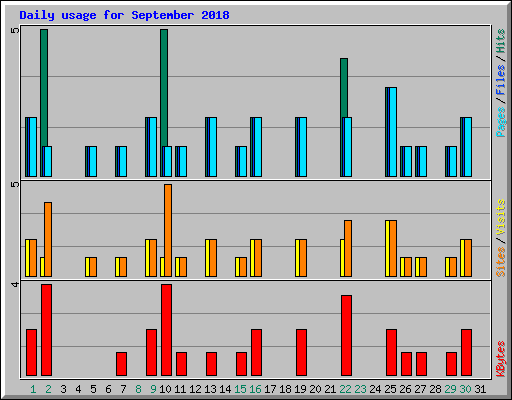 Daily usage for September 2018
5
Pages / Files / Hits
5
Sites / Visits
4
KBytes
1 2 3 4 5 6 7 8 9 10 11 12 13 14 15 16 17 18 19 20 21 22 23 24 25 26 27 28 29 30 31